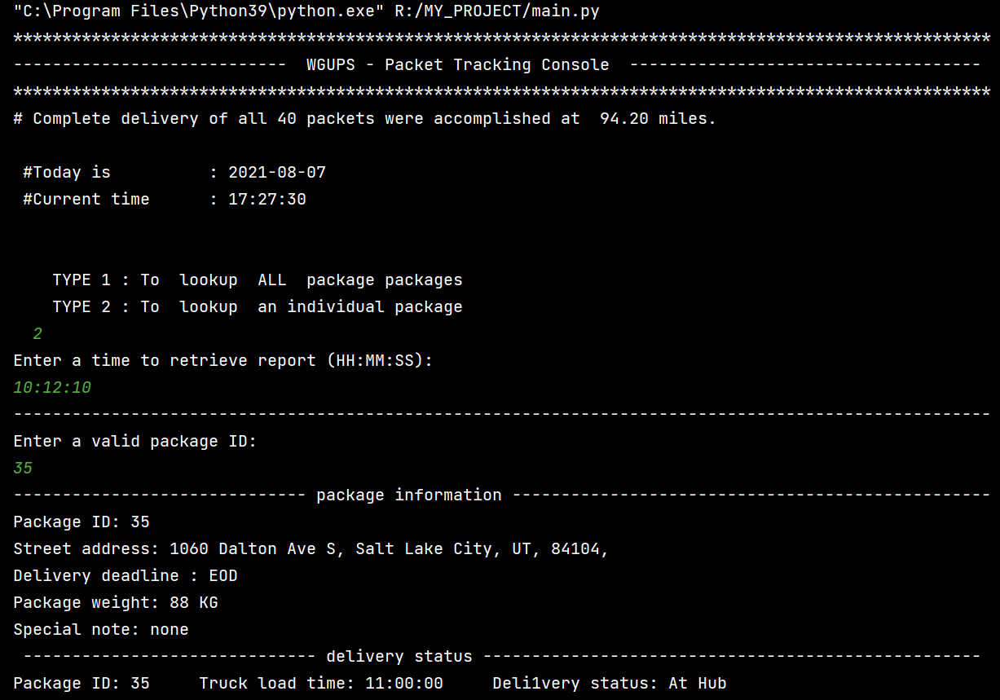 "C:\Program Files\Python39\python.exe" R:/MY_PROJECT/main.py
****************************************************************************************************
----------------------------  WGUPS - Packet Tracking Console  ------------------------------------
****************************************************************************************************
# Complete delivery of all 40 packets were accomplished at  94.20 miles.
 #Today is          : 2021-08-07
 #Current time      : 17:27:30
    TYPE 1 : To  lookup  ALL  package packages
    TYPE 2 : To  lookup  an individual package
  2
Enter a time to retrieve report (HH:MM:SS):
10:12:10
----------------------------------------------------------------------------------------------------
Enter a valid package ID:
35
------------------------------ package information -------------------------------------------------
Package ID: 35
Street address: 1060 Dalton Ave S, Salt Lake City, UT, 84104,
Delivery deadline : EOD
Package weight: 88 KG
Special note: none
 ------------------------------ delivery status ---------------------------------------------------
Package ID: 35     Truck load time: 11:00:00     Deli1very status: At Hub